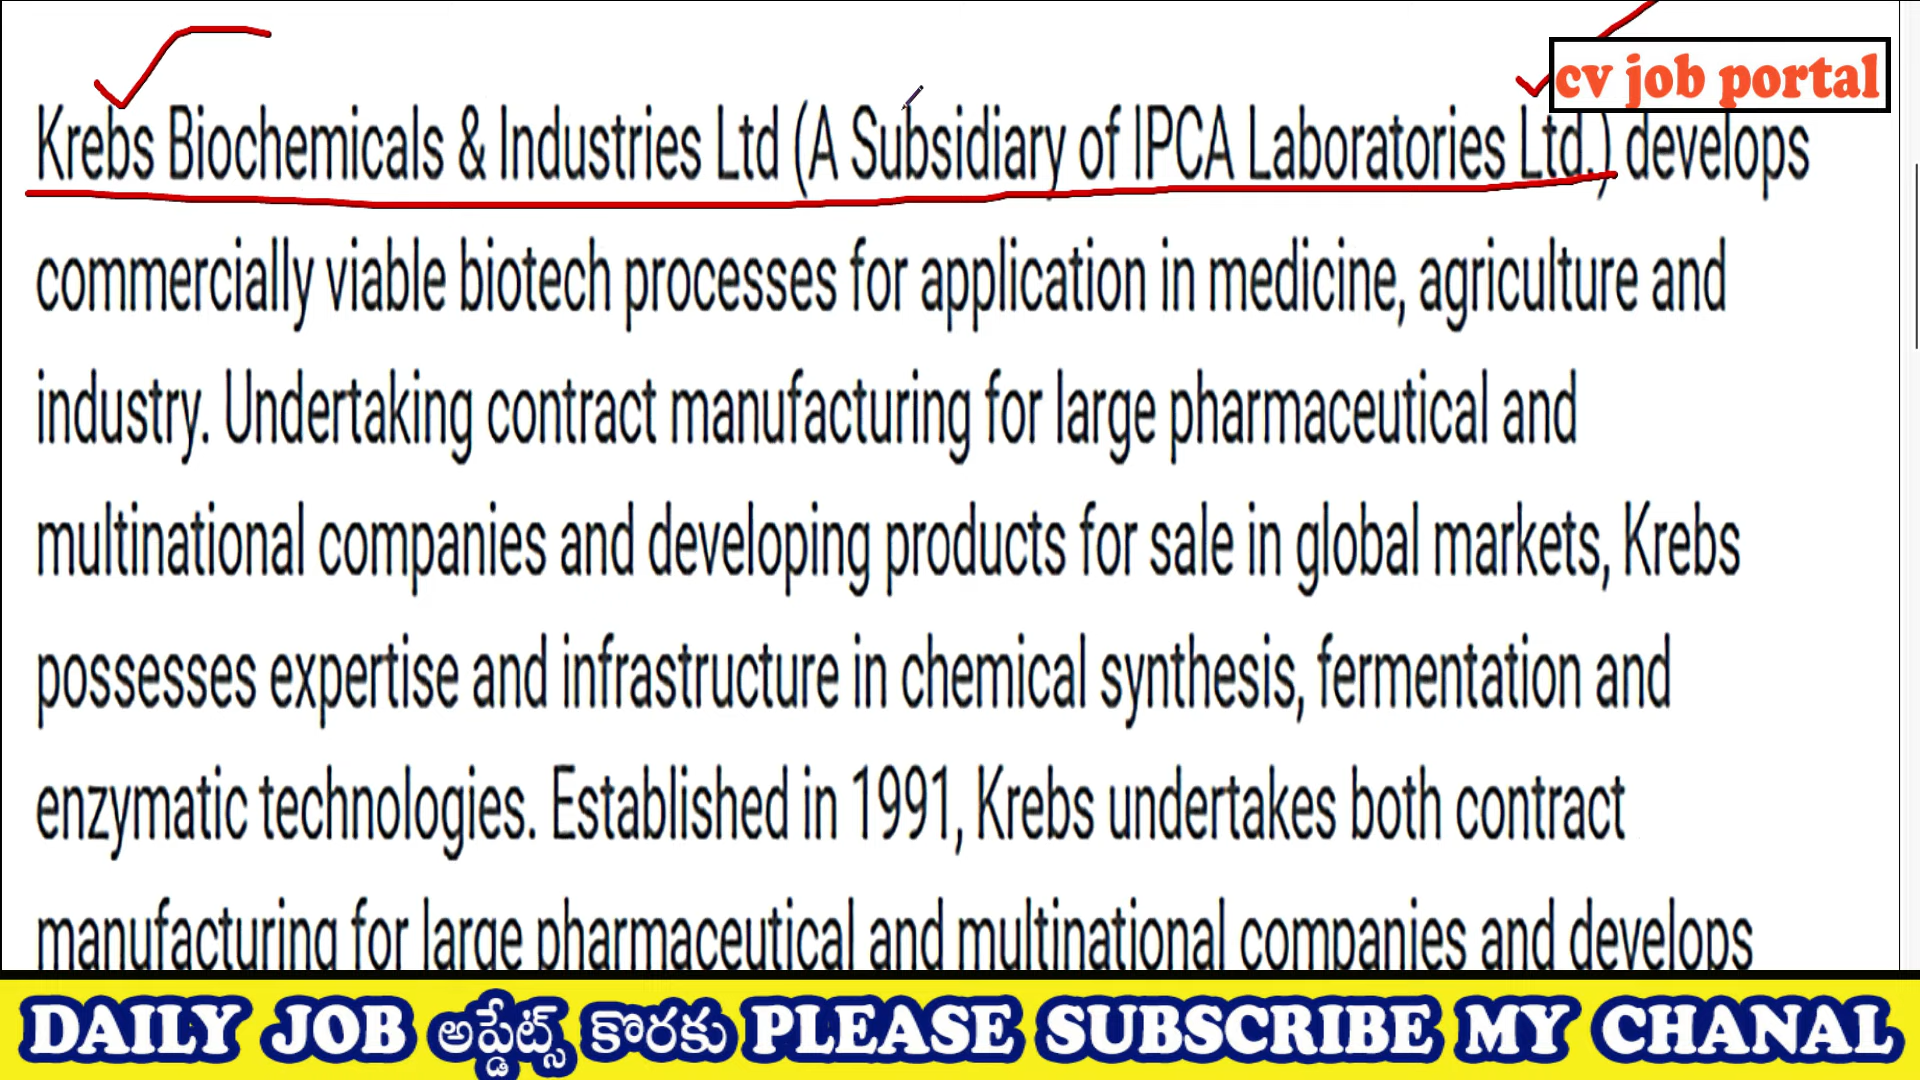 cv job portal
Krebs Biochemicals & Industries Ltd (A Subsidiary of IPCA Laboratories Ltd.) develops
commercially viable biotech processes for application in medicine, agriculture and
industry. Undertaking contract manufacturing for large pharmaceutical and
multinational companies and developing products for sale in global markets, Krebs
possesses expertise and infrastructure in chemical synthesis, fermentation and
enzymatic technologies. Established in 1991, Krebs undertakes both contract
manufacturing for large pharmaceutical and multinational companies and develops
DAILY JOB అప్డేట్స్ కొరకు PLEASE SUBSCRIBE MY CHANAL